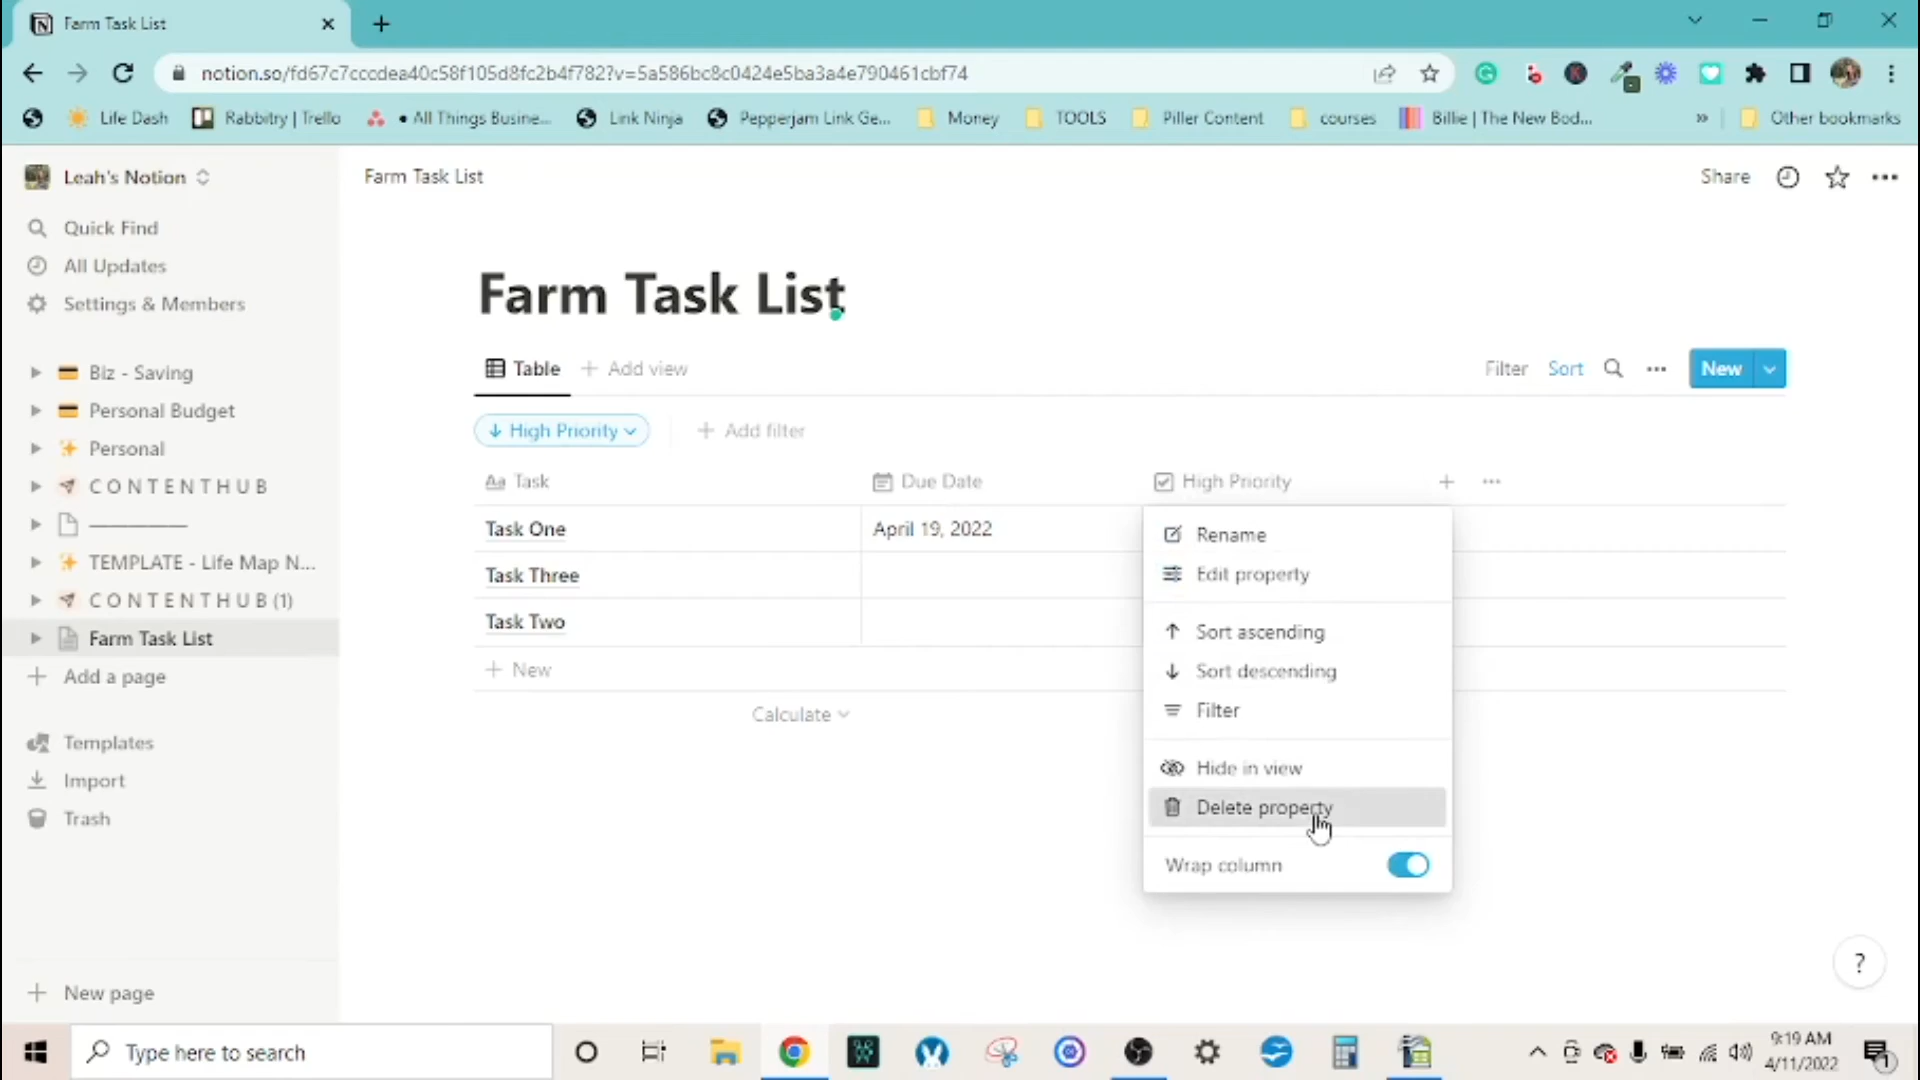 Farm Task List
notion.so/fd67c7cccdea40c58f105d8fc2b4f782?v=5a586bc8c0424e5ba3a4e790461cbf74
Life Dash
Rabbitry | Trello
• All Things Busine...
Link Ninja
Pepperjam Link Ge...
Money
TOOLS
Piller Content
courses
Billie | The New Bod...
»
Other bookmarks
Leah's Notion
Farm Task List
Share
Quick Find
All Updates
Settings & Members
Biz - Saving
Personal Budget
Personal
C O N T E N T H U B
——————
TEMPLATE - Life Map N...
C O N T E N T H U B (1)
Farm Task List
Add a page
Templates
Import
Trash
New page
Farm Task List
Table
Add view
Filter
Sort
New
High Priority
Add filter
Aa Task
Due Date
High Priority
Task One
April 19, 2022
Task Three
Task Two
New
Calculate
Rename
Edit property
Sort ascending
Sort descending
Filter
Hide in view
Delete property
Wrap column
?
Type here to search
9:19 AM
4/11/2022
1